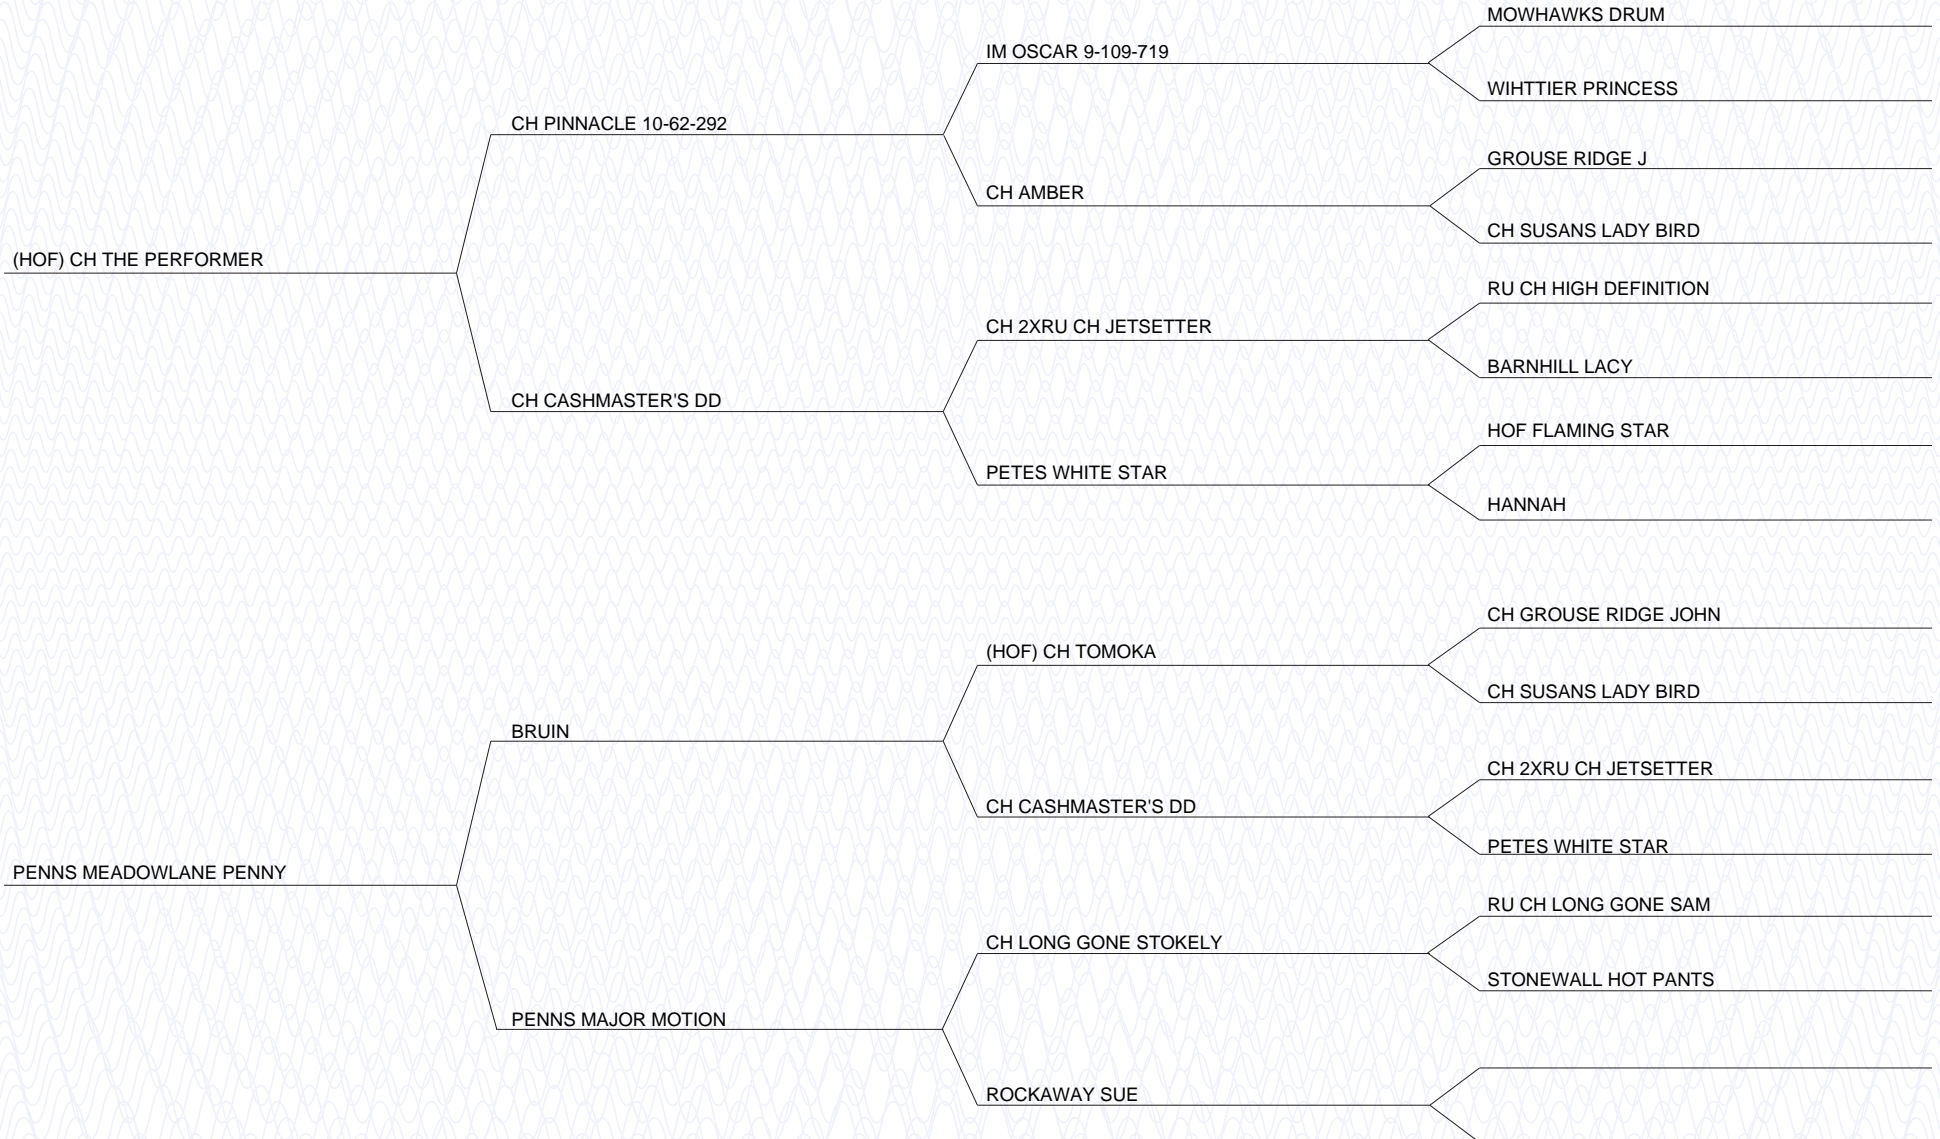 MOWHAWKS DRUM
IM OSCAR 9-109-719
WIHTTIER PRINCESS
CH PINNACLE 10-62-292
GROUSE RIDGE J
CH AMBER
CH SUSANS LADY BIRD
(HOF) CH THE PERFORMER
RU CH HIGH DEFINITION
CH 2XRU CH JETSETTER
BARNHILL LACY
CH CASHMASTER'S DD
HOF FLAMING STAR
PETES WHITE STAR
HANNAH
CH GROUSE RIDGE JOHN
(HOF) CH TOMOKA
CH SUSANS LADY BIRD
BRUIN
CH 2XRU CH JETSETTER
CH CASHMASTER'S DD
PETES WHITE STAR
PENNS MEADOWLANE PENNY
RU CH LONG GONE SAM
CH LONG GONE STOKELY
STONEWALL HOT PANTS
PENNS MAJOR MOTION
ROCKAWAY SUE